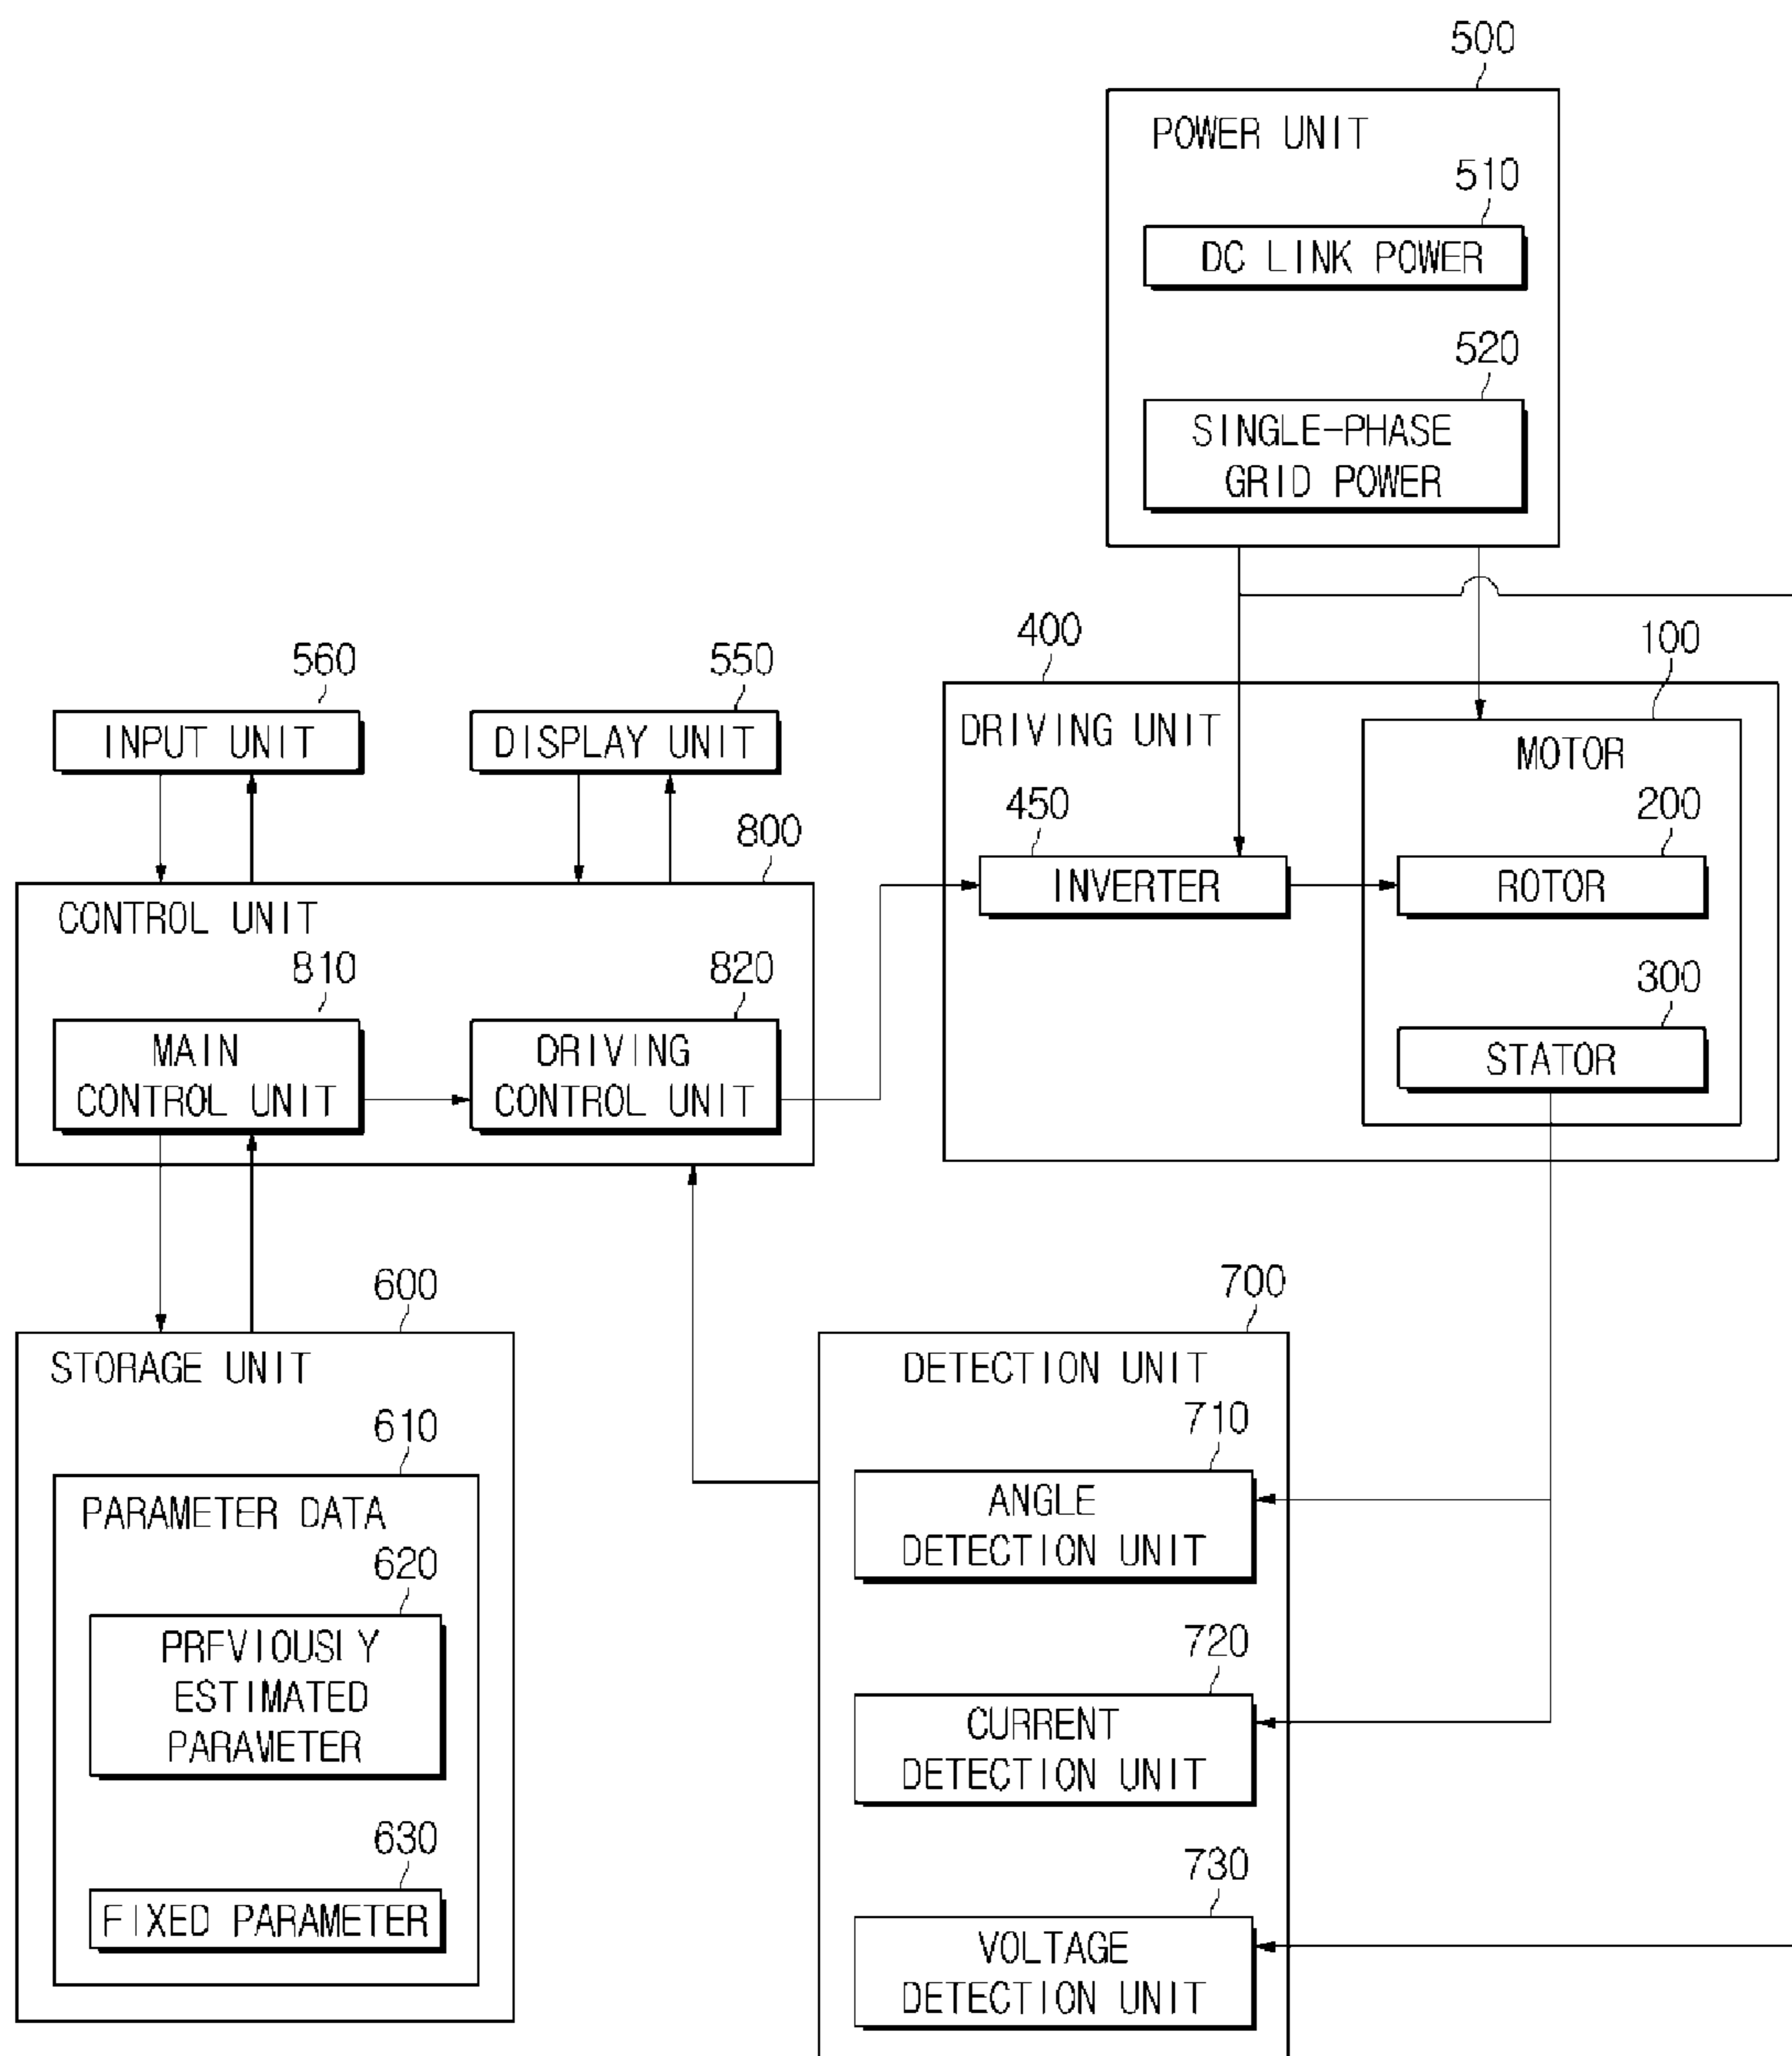 500
POWER UNIT
510
DC LINK POWER
520
SINGLE-PHASE
GRID POWER
400
100
DRIVING UNIT
MOTOR
450
INVERTER
200
ROTOR
300
STATOR
560
INPUT UNIT
550
DISPLAY UNIT
800
CONTROL UNIT
810
MAIN
CONTROL UNIT
820
DRIVING
CONTROL UNIT
600
STORAGE UNIT
610
PARAMETER DATA
620
PREVIOUSLY
ESTIMATED
PARAMETER
630
FIXED PARAMETER
700
DETECTION UNIT
710
ANGLE
DETECTION UNIT
720
CURRENT
DETECTION UNIT
730
VOLTAGE
DETECTION UNIT